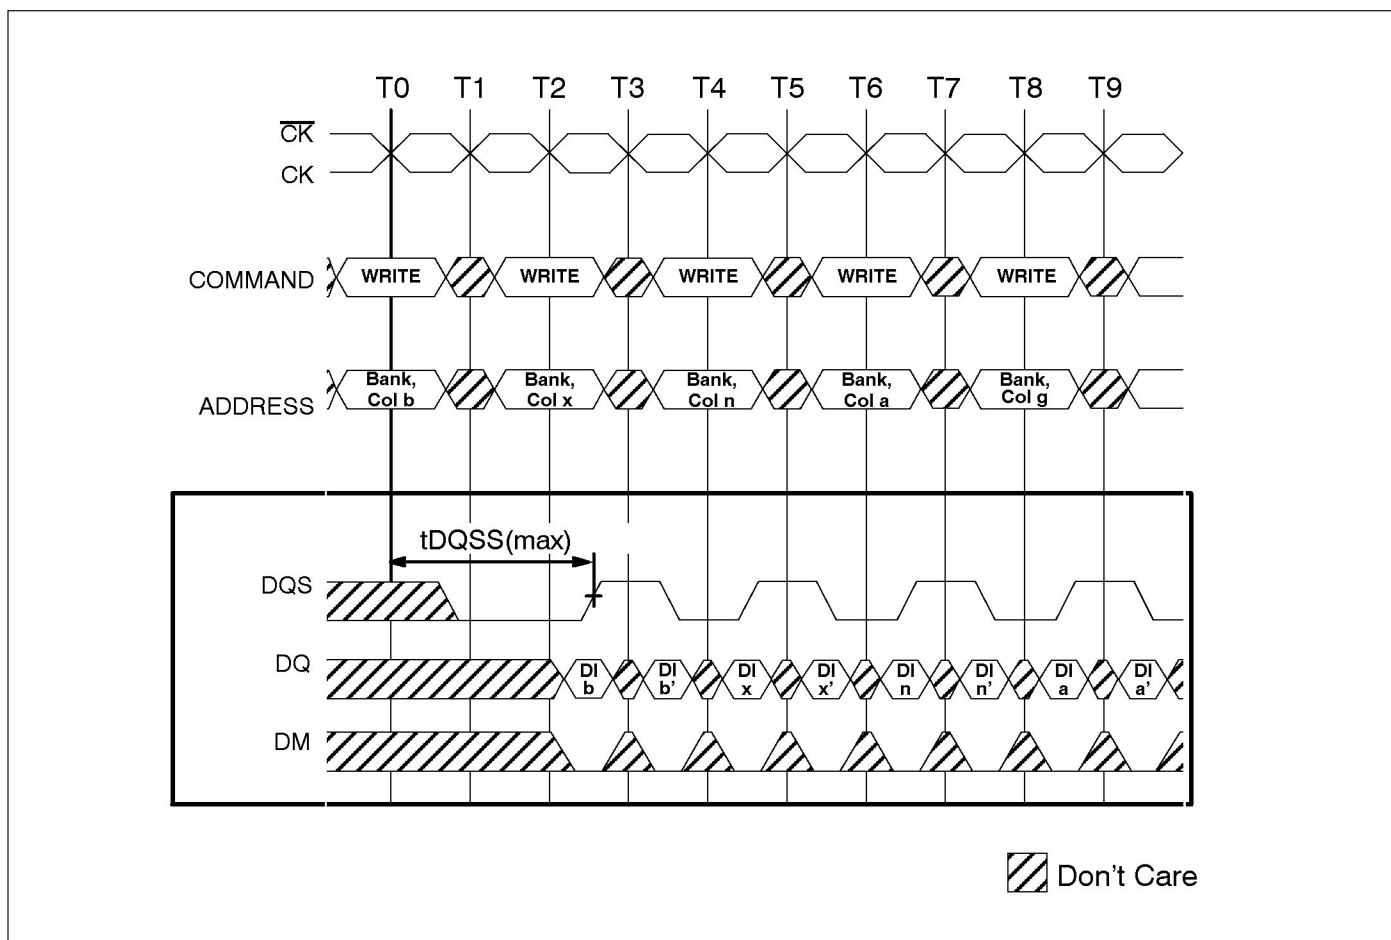 T0 T1 T2 T3 T4 T5 T6 T7 T8 T9
CK
CK
COMMAND WRITE WRITE WRITE WRITE WRITE
Bank, Bank, Bank, Bank, Bank,
ADDRESS Col b Col x Col n Col a Col g
tDQSS(max)
DQS
DQ DI DI DI DI DI DI DI DI
b b’ x x’ n n’ a a’
DM
Don't Care